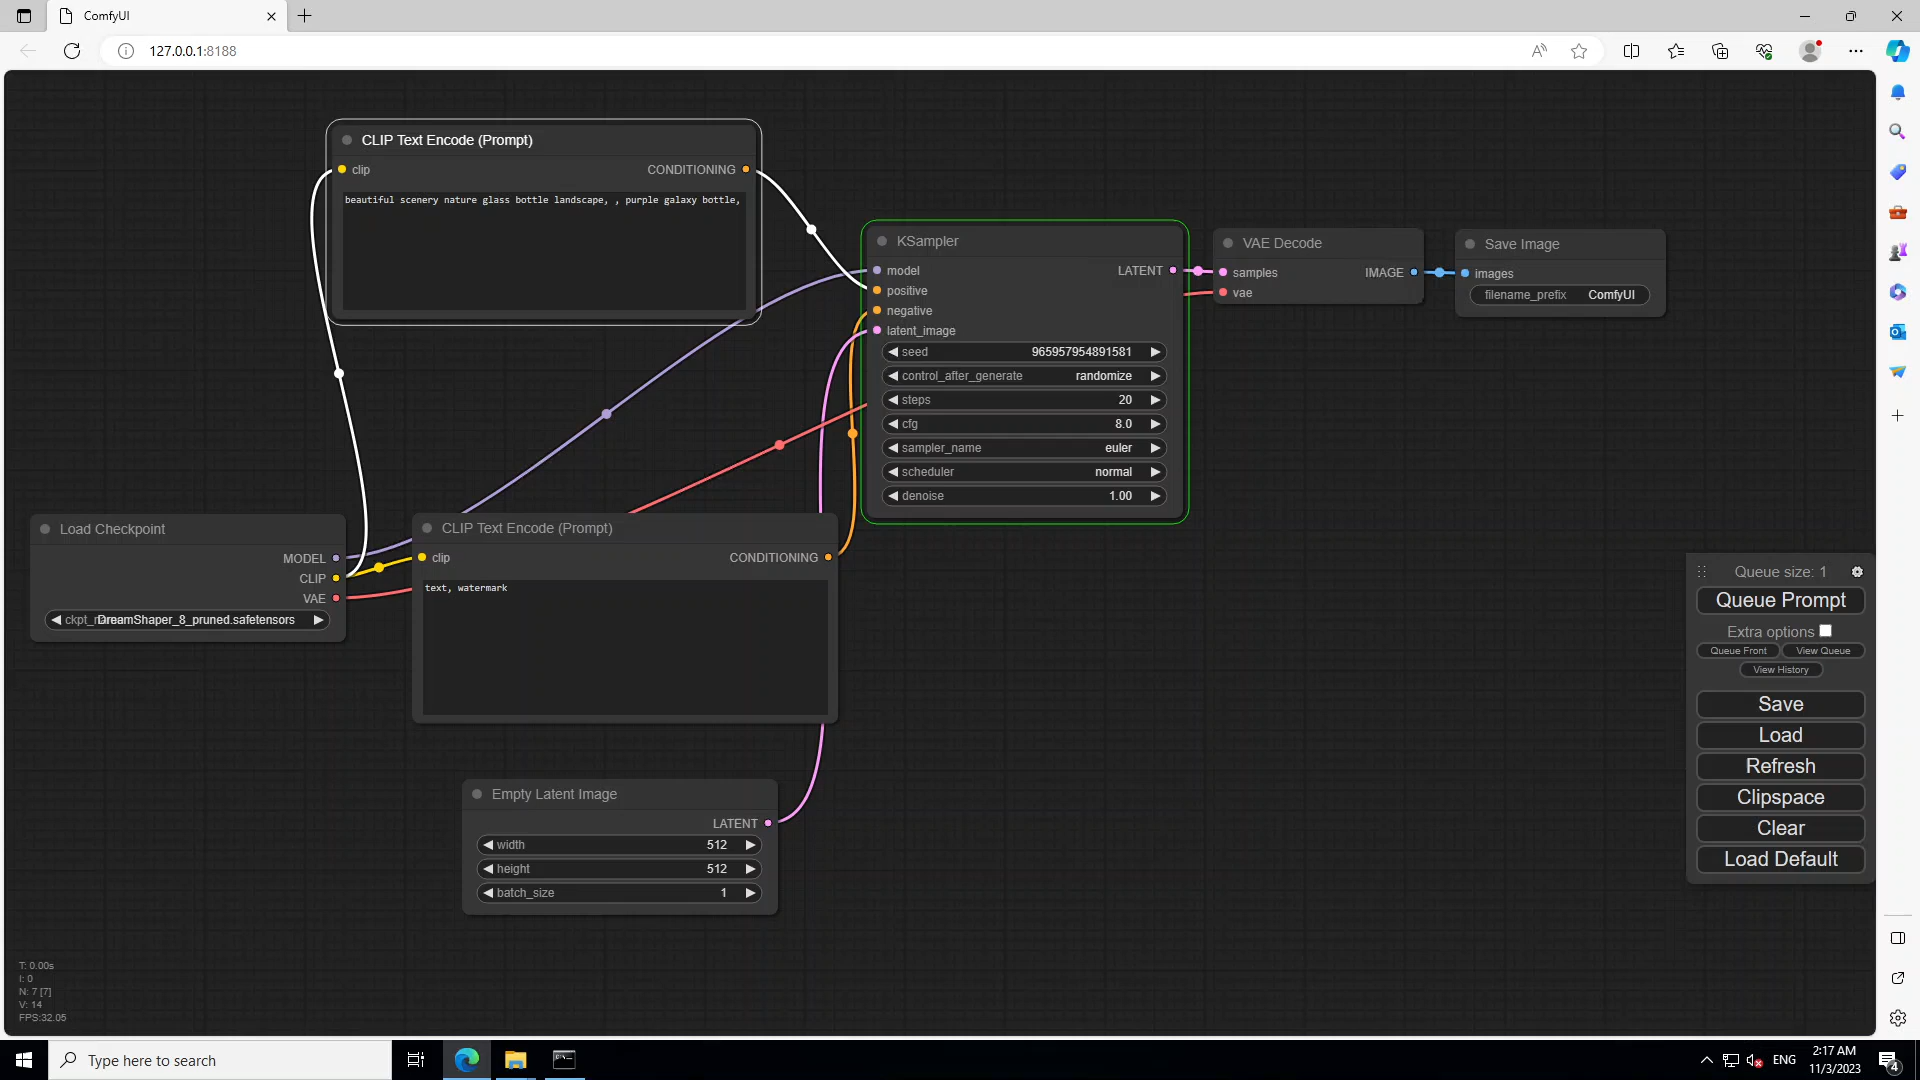 ComfyUI
127.0.0.1:8188
CLIP Text Encode (Prompt)
clip
CONDITIONING
beautiful scenery nature glass bottle landscape, , purple galaxy bottle,
KSampler
model
LATENT
positive
negative
latent_image
seed 965957954891581
control_after_generate randomize
steps 20
cfg 8.0
sampler_name euler
scheduler normal
denoise 1.00
VAE Decode
samples
IMAGE
vae
Save Image
images
filename_prefix ComfyUI
Load Checkpoint
MODEL
CLIP
VAE
DreamShaper_8_pruned.safetensors
CLIP Text Encode (Prompt)
clip
CONDITIONING
text, watermark
Empty Latent Image
LATENT
width 512
height 512
batch_size 1
Queue size: 1
Queue Prompt
Extra options
Queue Front View Queue
View History
Save
Load
Refresh
Clipspace
Clear
Load Default
T: 0.00s
I: 0
N: 7 [7]
V: 14
FPS:32.05
Type here to search
ENG
2:17 AM
11/3/2023
4